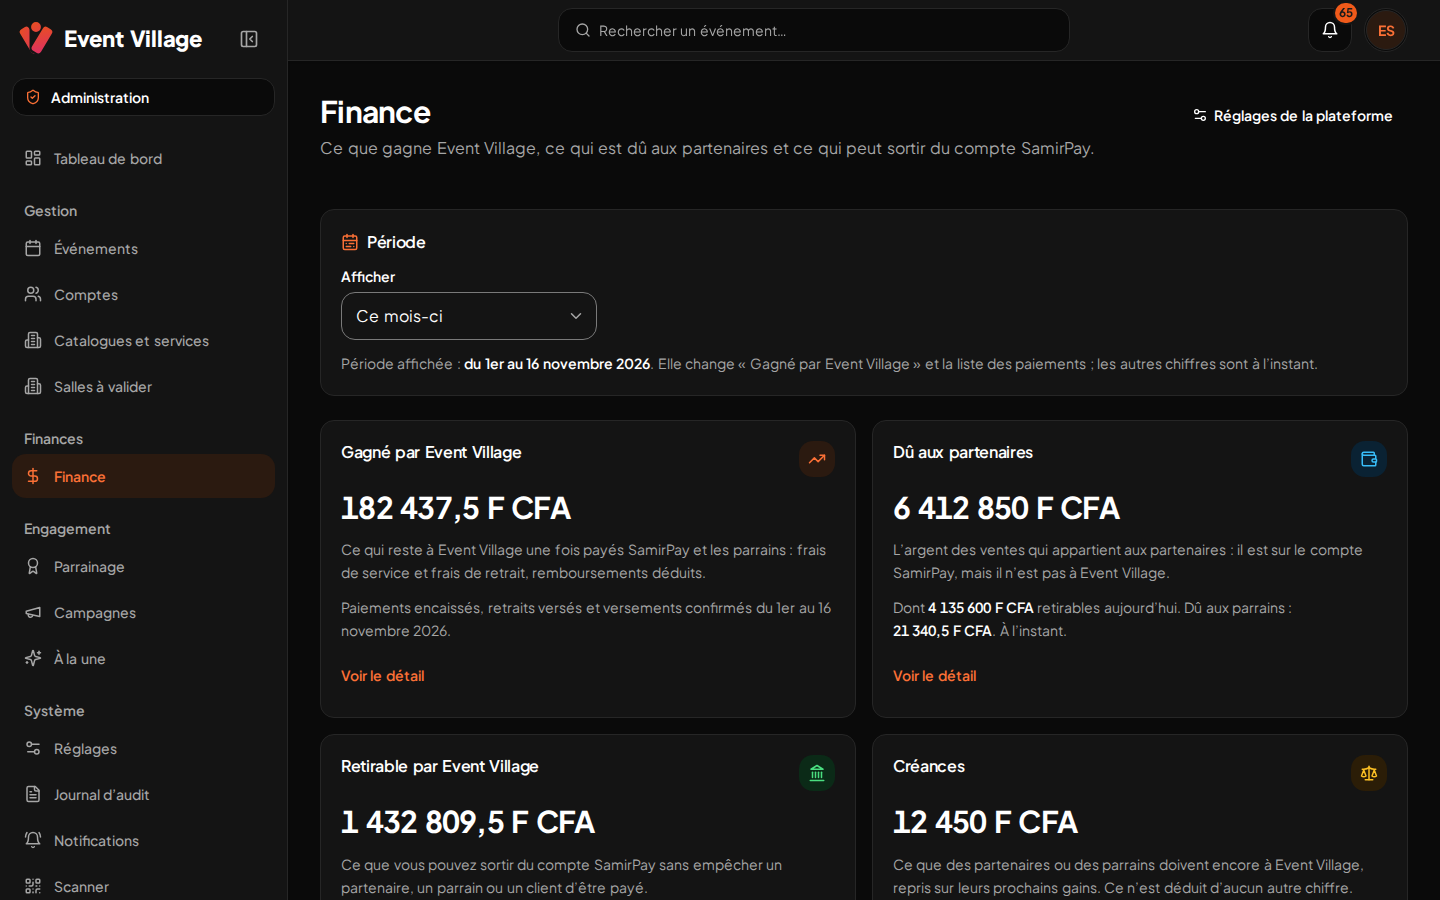 Event Village
Administration
Tableau de bord
Gestion
Événements
Comptes
Catalogues et services
Salles à valider
Finances
Finance
Engagement
Parrainage
Campagnes
À la une
Système
Réglages
Journal d’audit
Notifications
Scanner
Rechercher un événement…
65
ES
Finance
Réglages de la plateforme
Ce que gagne Event Village, ce qui est dû aux partenaires et ce qui peut sortir du compte SamirPay.
Période
Afficher
Ce mois-ci
Période affichée : du 1er au 16 novembre 2026. Elle change « Gagné par Event Village » et la liste des paiements ; les autres chiffres sont à l’instant.
Gagné par Event Village
182 437,5 F CFA
Ce qui reste à Event Village une fois payés SamirPay et les parrains : frais
de service et frais de retrait, remboursements déduits.
Paiements encaissés, retraits versés et versements confirmés du 1er au 16
novembre 2026.
Voir le détail
Dû aux partenaires
6 412 850 F CFA
L’argent des ventes qui appartient aux partenaires : il est sur le compte
SamirPay, mais il n’est pas à Event Village.
Dont 4 135 600 F CFA retirables aujourd’hui. Dû aux parrains :
21 340,5 F CFA. À l’instant.
Voir le détail
Retirable par Event Village
1 432 809,5 F CFA
Ce que vous pouvez sortir du compte SamirPay sans empêcher un
partenaire, un parrain ou un client d’être payé.
Créances
12 450 F CFA
Ce que des partenaires ou des parrains doivent encore à Event Village,
repris sur leurs prochains gains. Ce n’est déduit d’aucun autre chiffre.